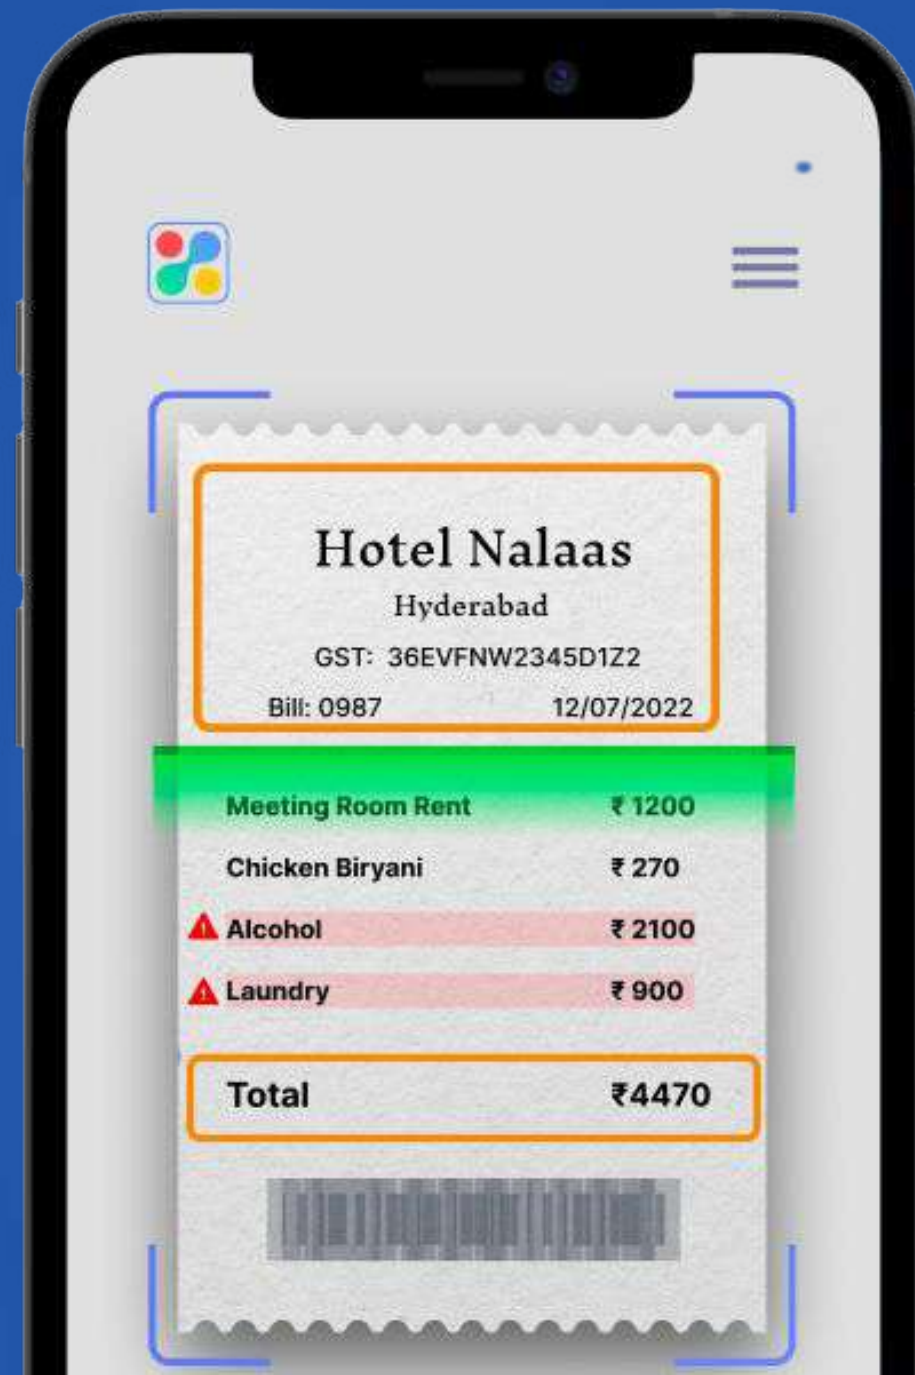 Hotel Nalaas
Hyderabad
GST: 36EVFNW2345D1Z2
Bill: 0987 12/07/2022
Meeting Room Rent ₹ 1200
Chicken Biryani ₹ 270
Alcohol ₹ 2100
Laundry ₹ 900
Total ₹4470